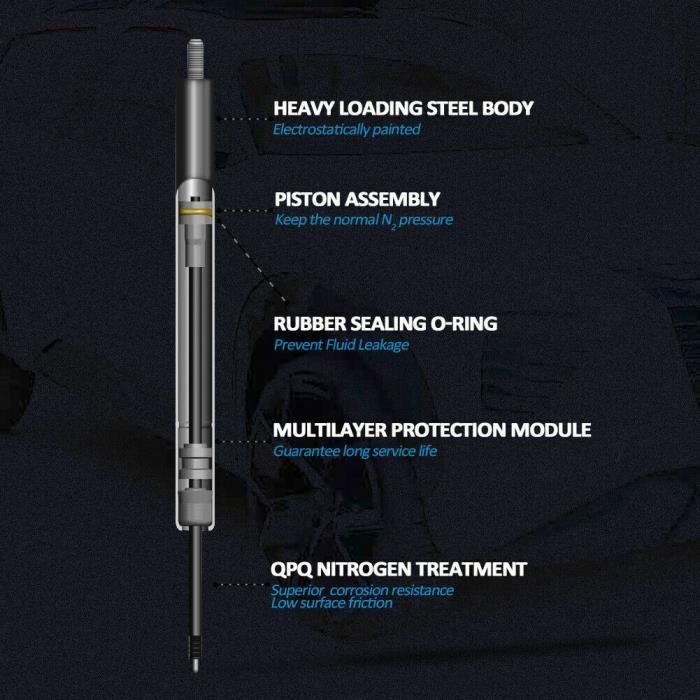 HEAVY LOADING STEEL BODY
Electrostatically painted
PISTON ASSEMBLY
Keep the normal N₂ pressure
RUBBER SEALING O-RING
Prevent Fluid Leakage
MULTILAYER PROTECTION MODULE
Guarantee long service life
QPQ NITROGEN TREATMENT
Superior corrosion resistance
Low surface friction